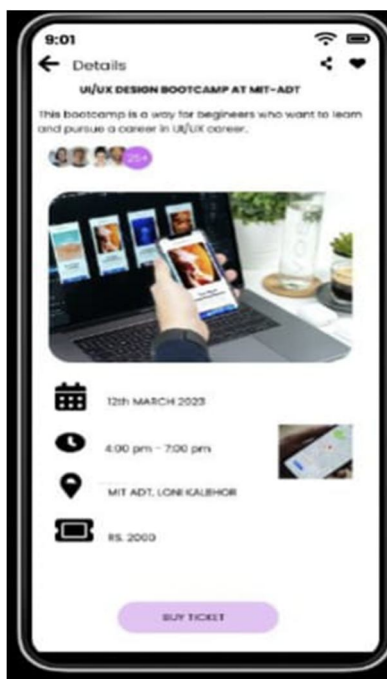 9:01
Details
UI/UX DESIGN BOOTCAMP AT MIT-ADT
This bootcamp is a way for begineers who want to learn
and pursue a career in UI/UX career.
25+
12th MARCH 2023
4:00 pm - 7:00 pm
MIT ADT, LONI KALBHOR
RS. 2000
BUY TICKET